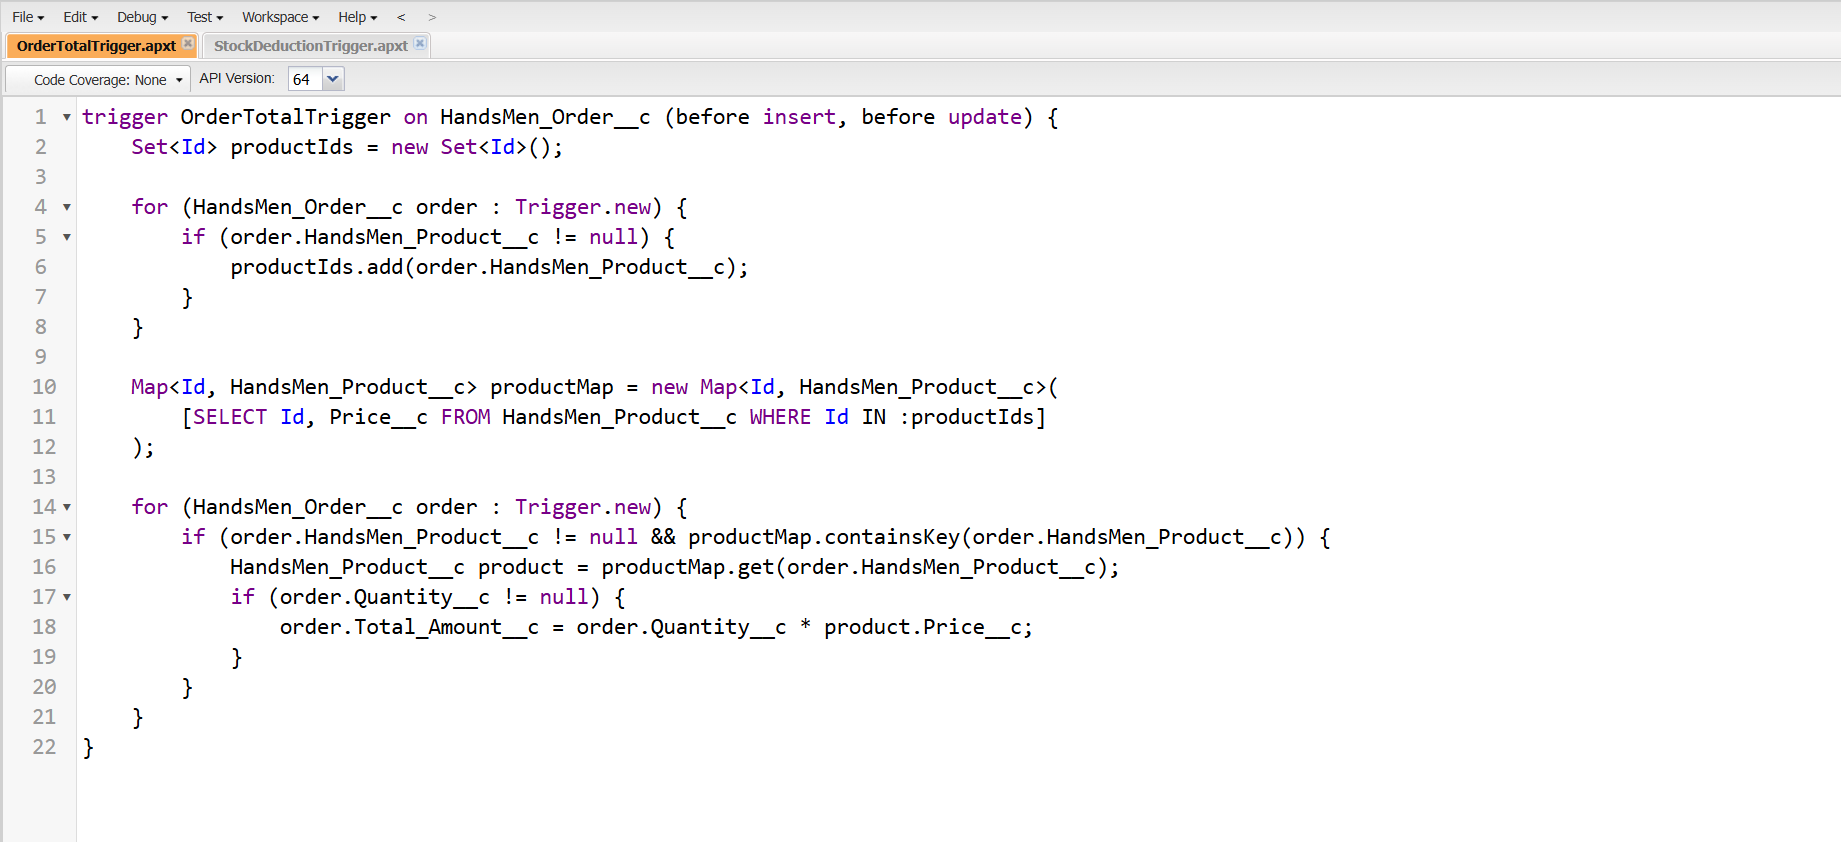 File Edit Debug Test Workspace Help < >
OrderTotalTrigger.apxt StockDeductionTrigger.apxt
Code Coverage: None API Version: 64
1 trigger OrderTotalTrigger on HandsMen_Order__c (before insert, before update) {
2     Set<Id> productIds = new Set<Id>();
3
4     for (HandsMen_Order__c order : Trigger.new) {
5         if (order.HandsMen_Product__c != null) {
6             productIds.add(order.HandsMen_Product__c);
7         }
8     }
9
10     Map<Id, HandsMen_Product__c> productMap = new Map<Id, HandsMen_Product__c>(
11         [SELECT Id, Price__c FROM HandsMen_Product__c WHERE Id IN :productIds]
12     );
13
14     for (HandsMen_Order__c order : Trigger.new) {
15         if (order.HandsMen_Product__c != null && productMap.containsKey(order.HandsMen_Product__c)) {
16             HandsMen_Product__c product = productMap.get(order.HandsMen_Product__c);
17             if (order.Quantity__c != null) {
18                 order.Total_Amount__c = order.Quantity__c * product.Price__c;
19             }
20         }
21     }
22 }